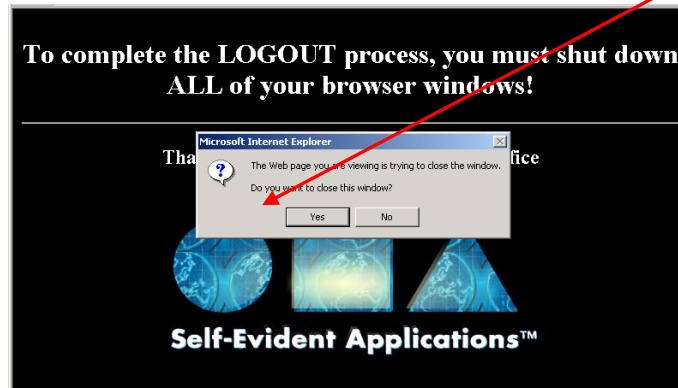 To complete the LOGOUT process, you must shut down
ALL of your browser windows!
Microsoft Internet Explorer
The Web page you are viewing is trying to close the window.
Do you want to close this window?
Yes No
Self-Evident Applications™